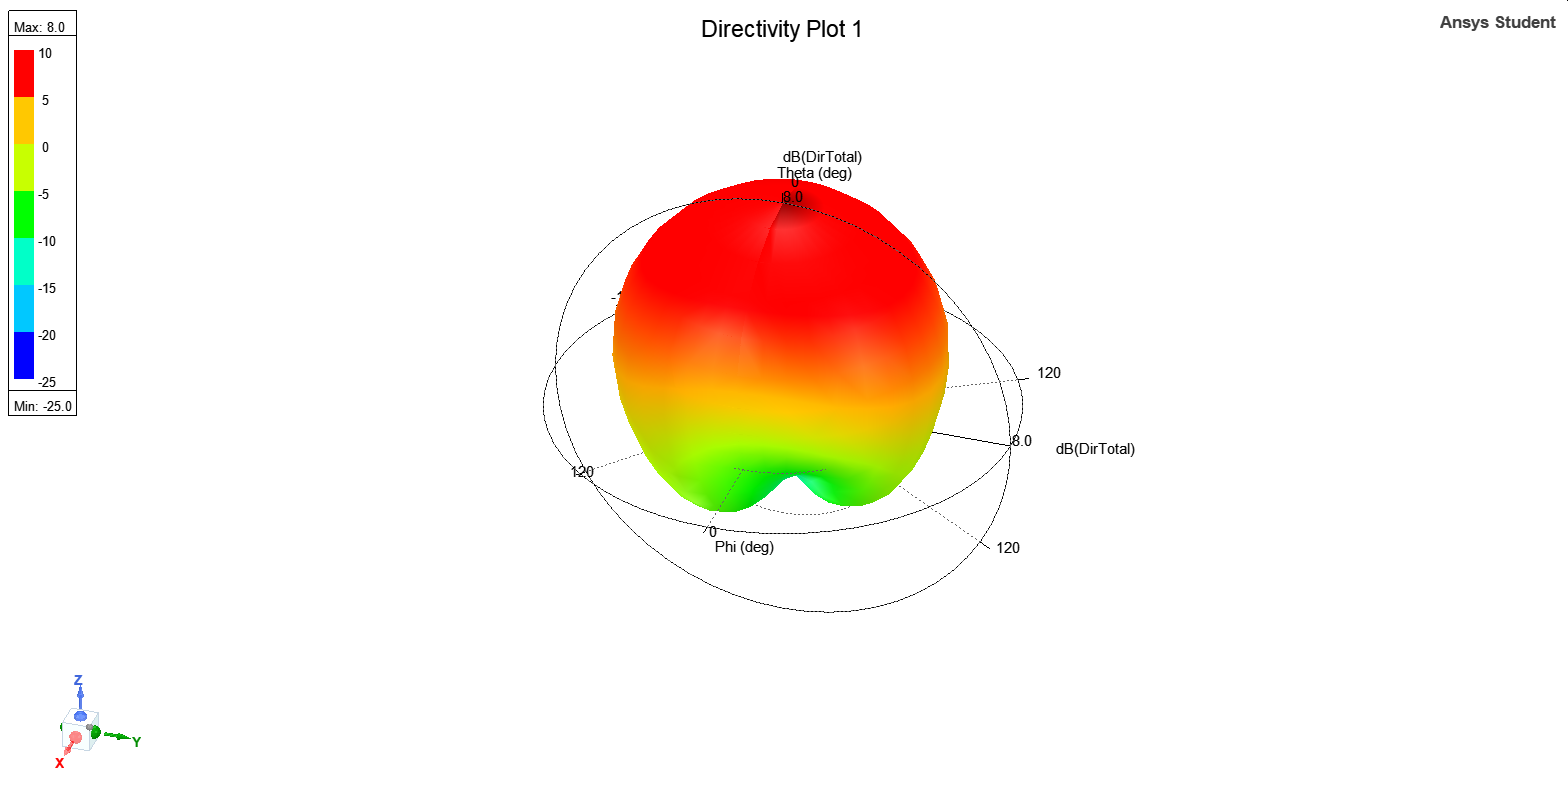 Directivity Plot 1
Ansys Student
Max: 8.0
10
5
0
-5
-10
-15
-20
-25
Min: -25.0
dB(DirTotal)
Theta (deg)
0
8.0
120
8.0
dB(DirTotal)
120
0
Phi (deg)
120
Z
Y
X